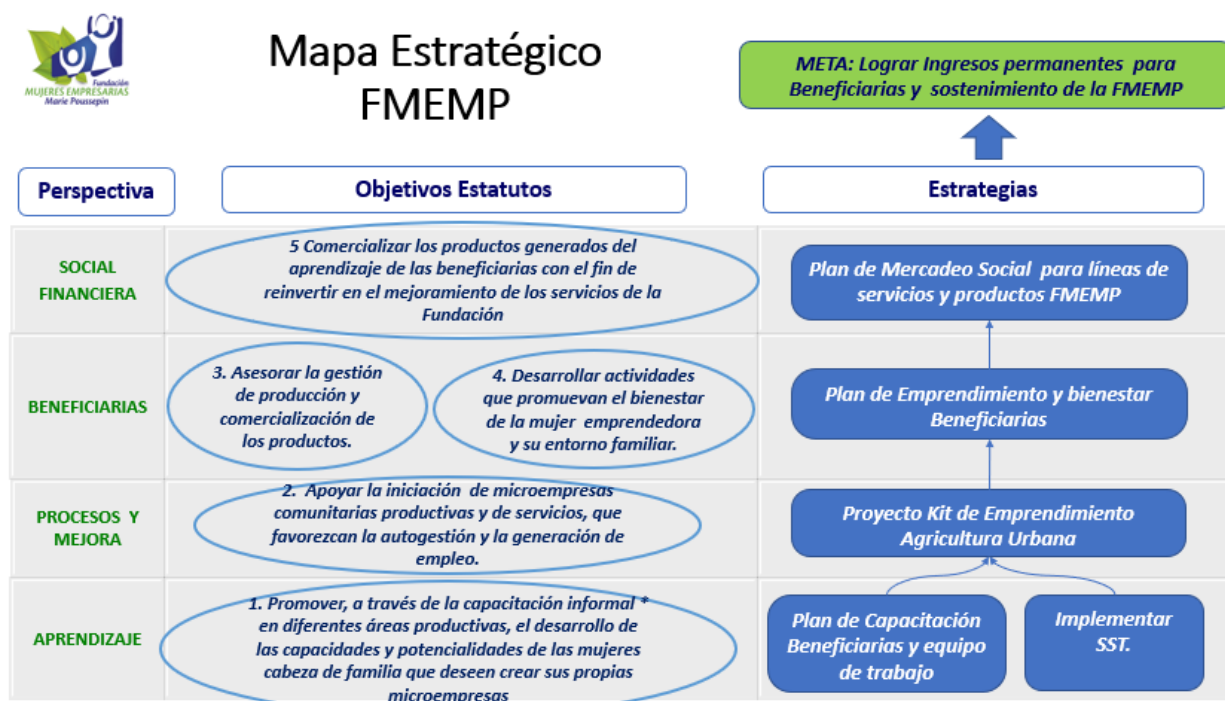 Fundación
MUJERES EMPRESARIAS
Marie Poussepin
Mapa Estratégico
FMEMP
META: Lograr Ingresos permanentes para
Beneficiarias y sostenimiento de la FMEMP
Perspectiva
Objetivos Estatutos
Estrategias
SOCIAL
FINANCIERA
5 Comercializar los productos generados del
aprendizaje de las beneficiarias con el fin de
reinvertir en el mejoramiento de los servicios de la
Fundación
Plan de Mercadeo Social para líneas de
servicios y productos FMEMP
BENEFICIARIAS
3. Asesorar la gestión
de producción y
comercialización de
los productos.
4. Desarrollar actividades
que promuevan el bienestar
de la mujer emprendedora
y su entorno familiar.
Plan de Emprendimiento y bienestar
Beneficiarias
PROCESOS Y
MEJORA
2. Apoyar la iniciación de microempresas
comunitarias productivas y de servicios, que
favorezcan la autogestión y la generación de
empleo.
Proyecto Kit de Emprendimiento
Agricultura Urbana
APRENDIZAJE
1. Promover, a través de la capacitación informal *
en diferentes áreas productivas, el desarrollo de
las capacidades y potencialidades de las mujeres
cabeza de familia que deseen crear sus propias
microempresas
Plan de Capacitación
Beneficiarias y equipo
de trabajo
Implementar
SST.